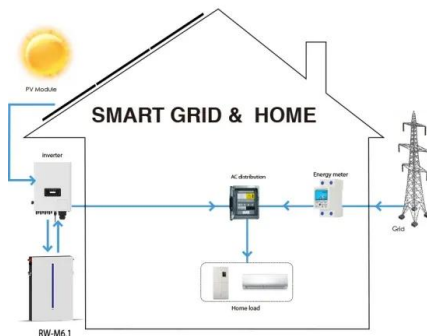 PV Module
SMART GRID & HOME
Inverter
AC distribution
Energy meter
Grid
Home load
RW-M6.1